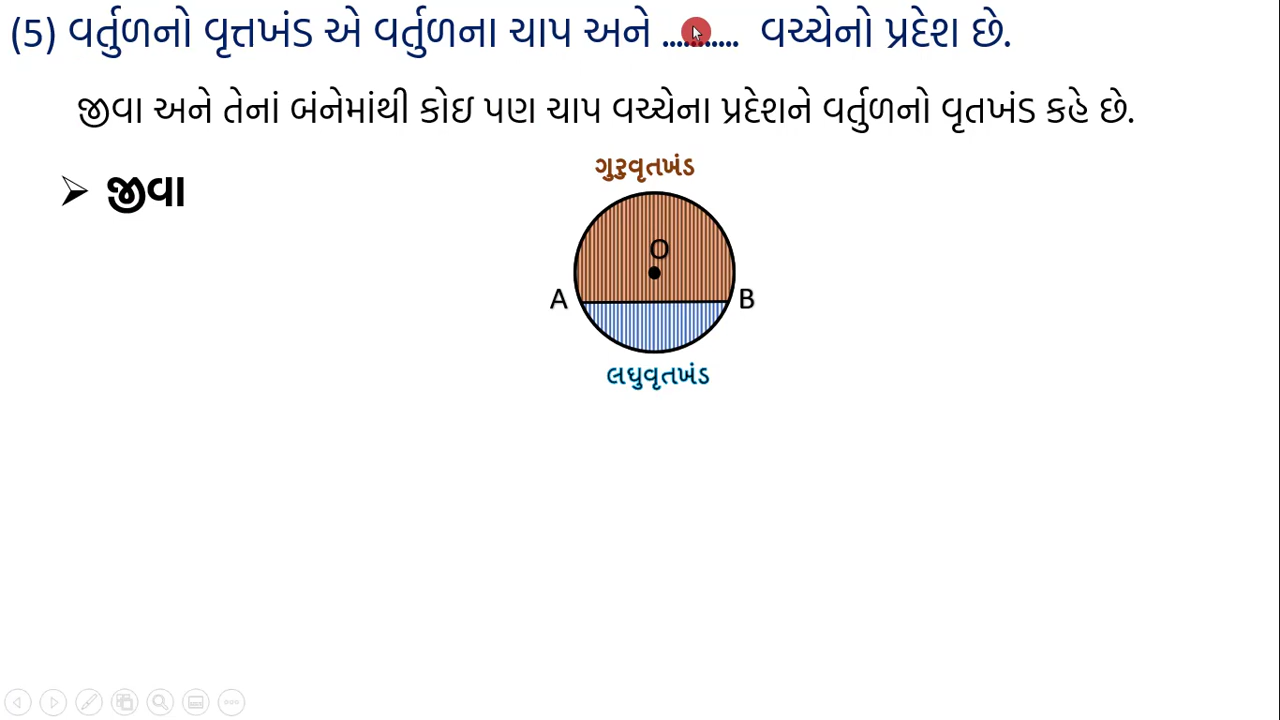 (5) વર્તુળનો વૃત્તખંડ એ વર્તુળના ચાપ અને ........... વચ્ચેનો પ્રદેશ છે.
જીવા અને તેનાં બંનેમાંથી કોઇ પણ ચાપ વચ્ચેના પ્રદેશને વર્તુળનો વૃતખંડ કહે છે.
➢ જીવા
ગુરુવૃતખંડ
O
A B
લઘુવૃતખંડ